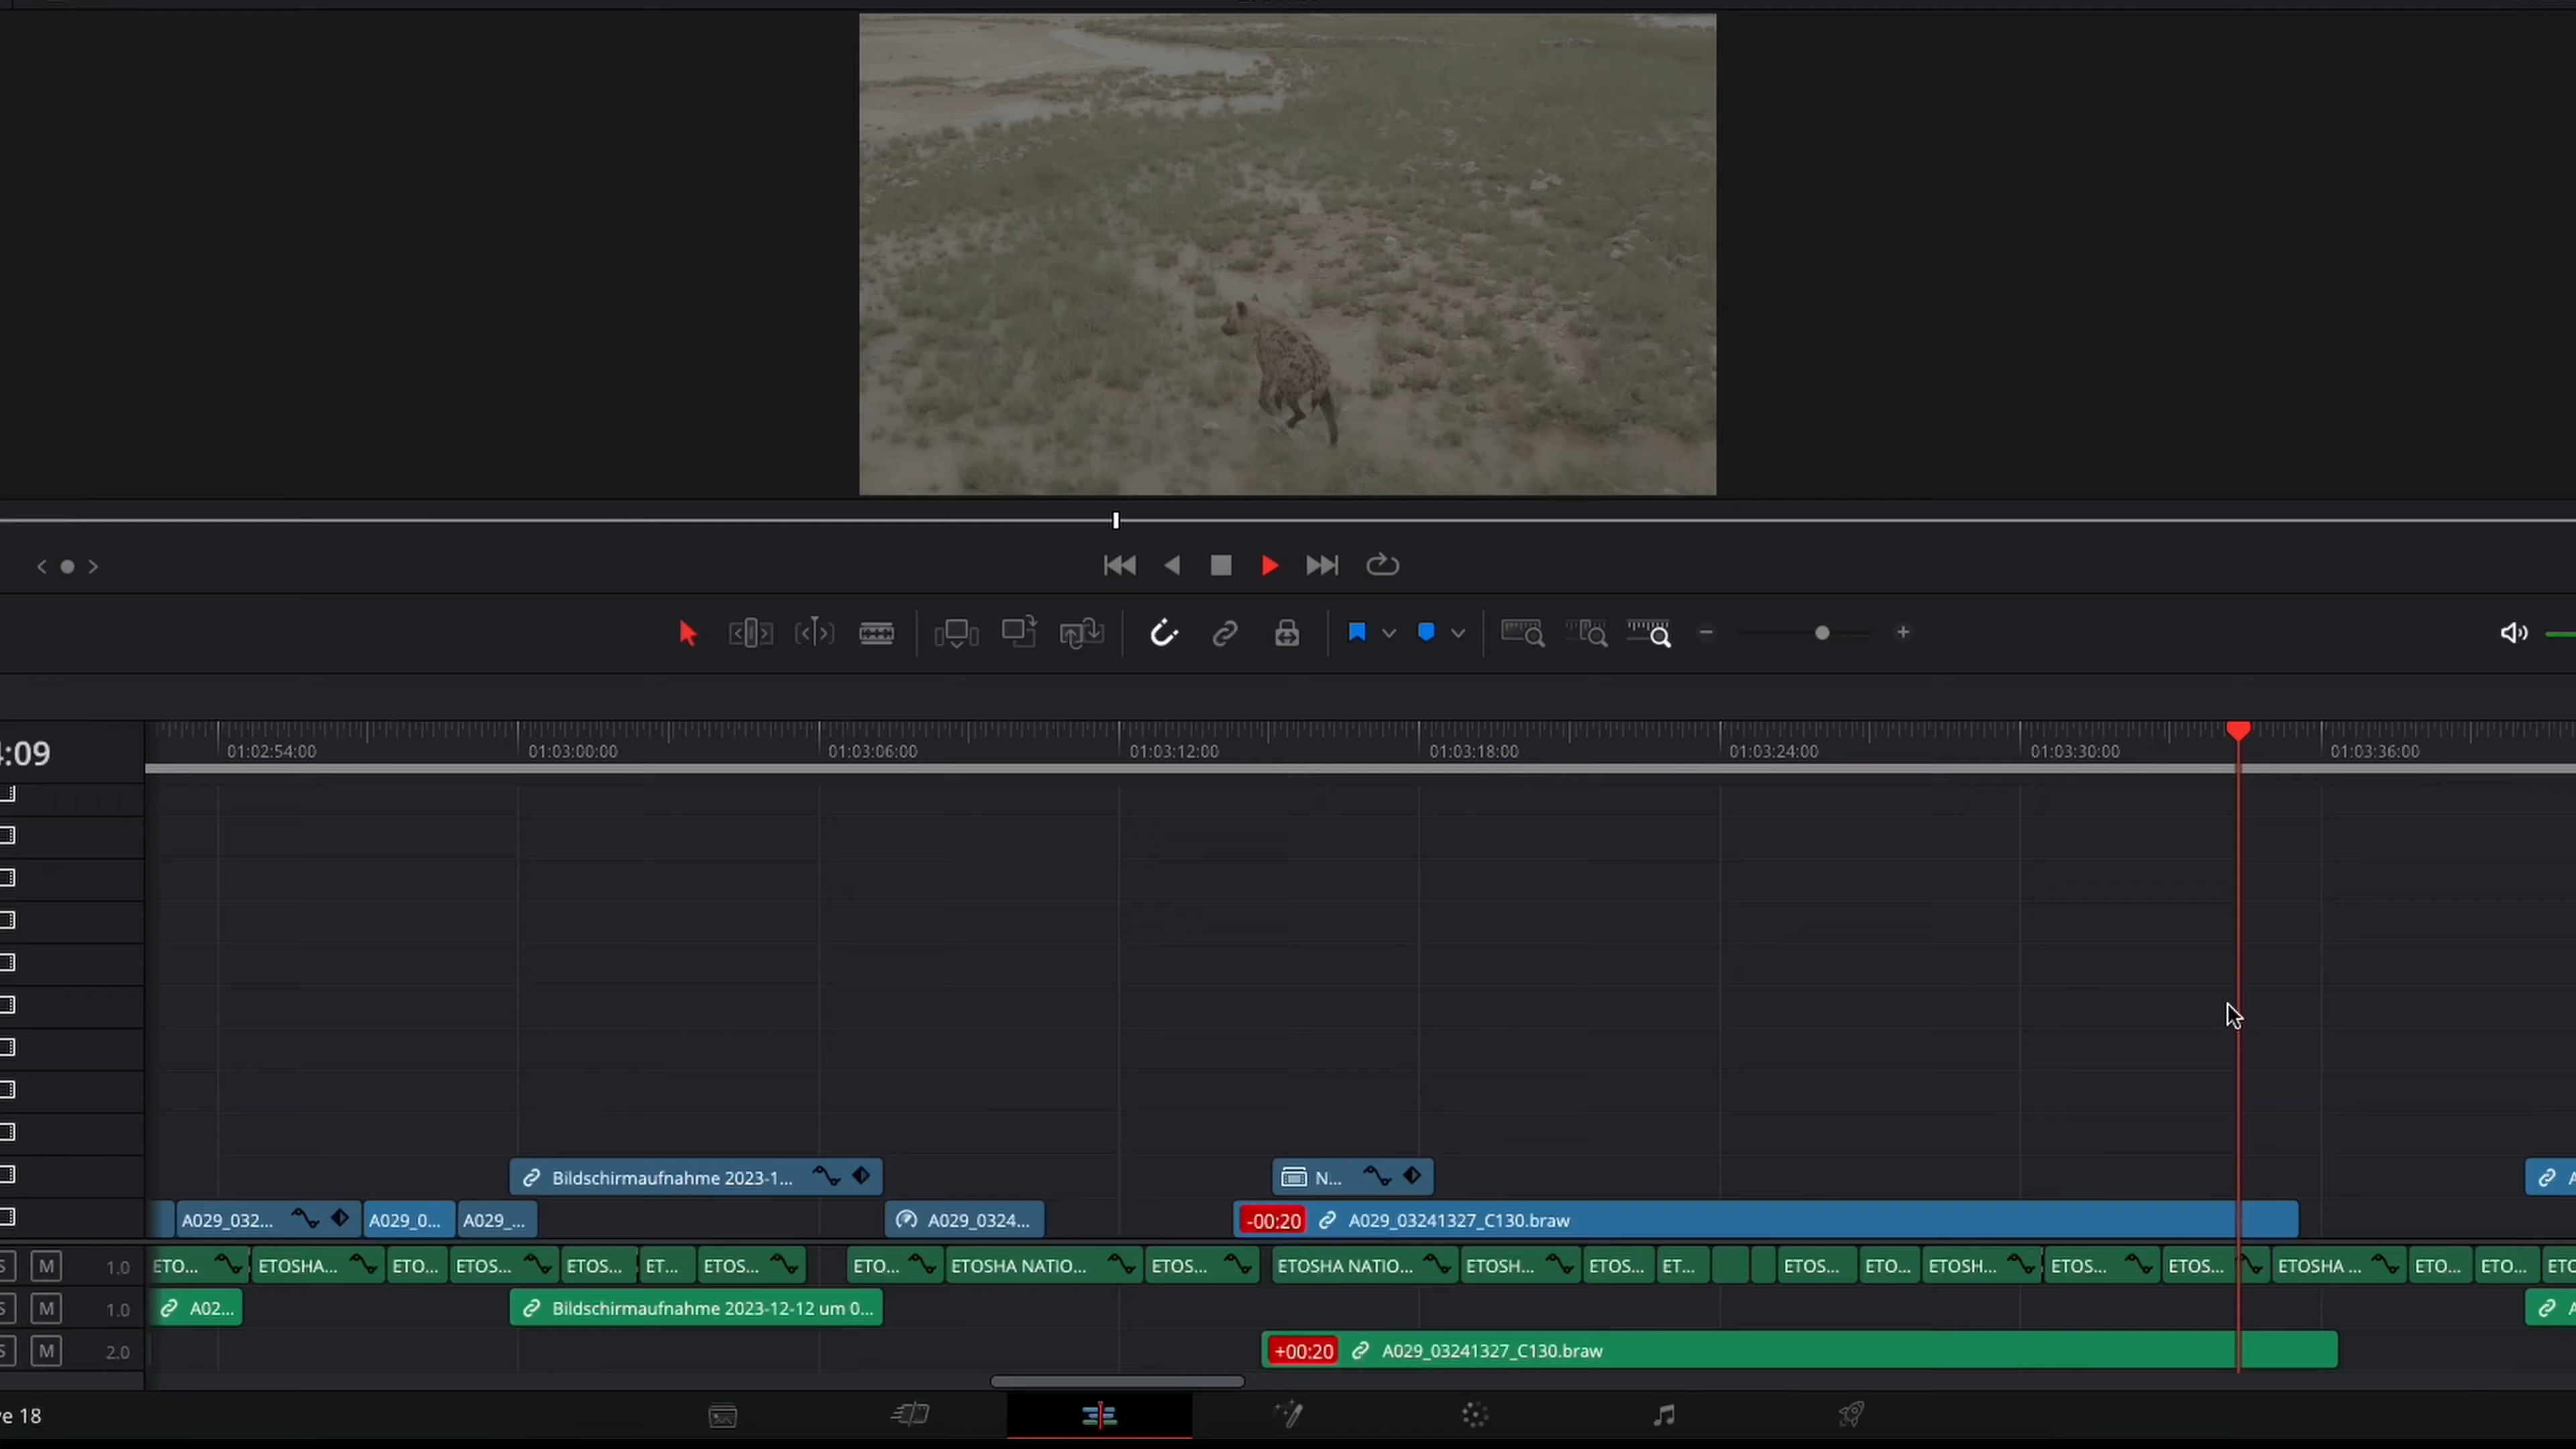 4:09
01:02:54:00 01:03:00:00 01:03:06:00 01:03:12:00 01:03:18:00 01:03:24:00 01:03:30:00 01:03:36:00
Bildschirmaufnahme 2023-1... N...
A029_032... A029_0... A029_... A029_0324... -00:20 A029_03241327_C130.braw
S M 1.0 ETO... ETOSHA... ETO... ETOS... ETOS... ET... ETOS... ETO... ETOSHA NATIO... ETOS... ETOSHA NATIO... ETOSH... ETOS... ET... ETOS... ETO... ETOSH... ETOS... ETOS... ETOSHA ... ETO... ETO... ETO
S M 1.0 A02... Bildschirmaufnahme 2023-12-12 um 0...
S M 2.0 +00:20 A029_03241327_C130.braw
ve 18